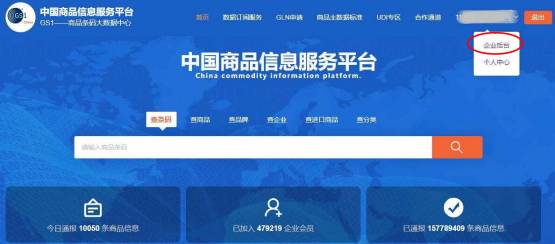 GS1
中国商品信息服务平台
GS1——商品条码大数据中心
首页 数据订阅服务 GLN申请 商品主数据标准 UDI专区 合作通道 退出
企业后台
个人中心
中国商品信息服务平台
China commodity information platform.
查条码 查商品 查品牌 查企业 查进口商品 查分类
请输入商品条码
今日通报 10050 条商品信息
已加入 479219 企业会员
已通报 157789409 条商品信息